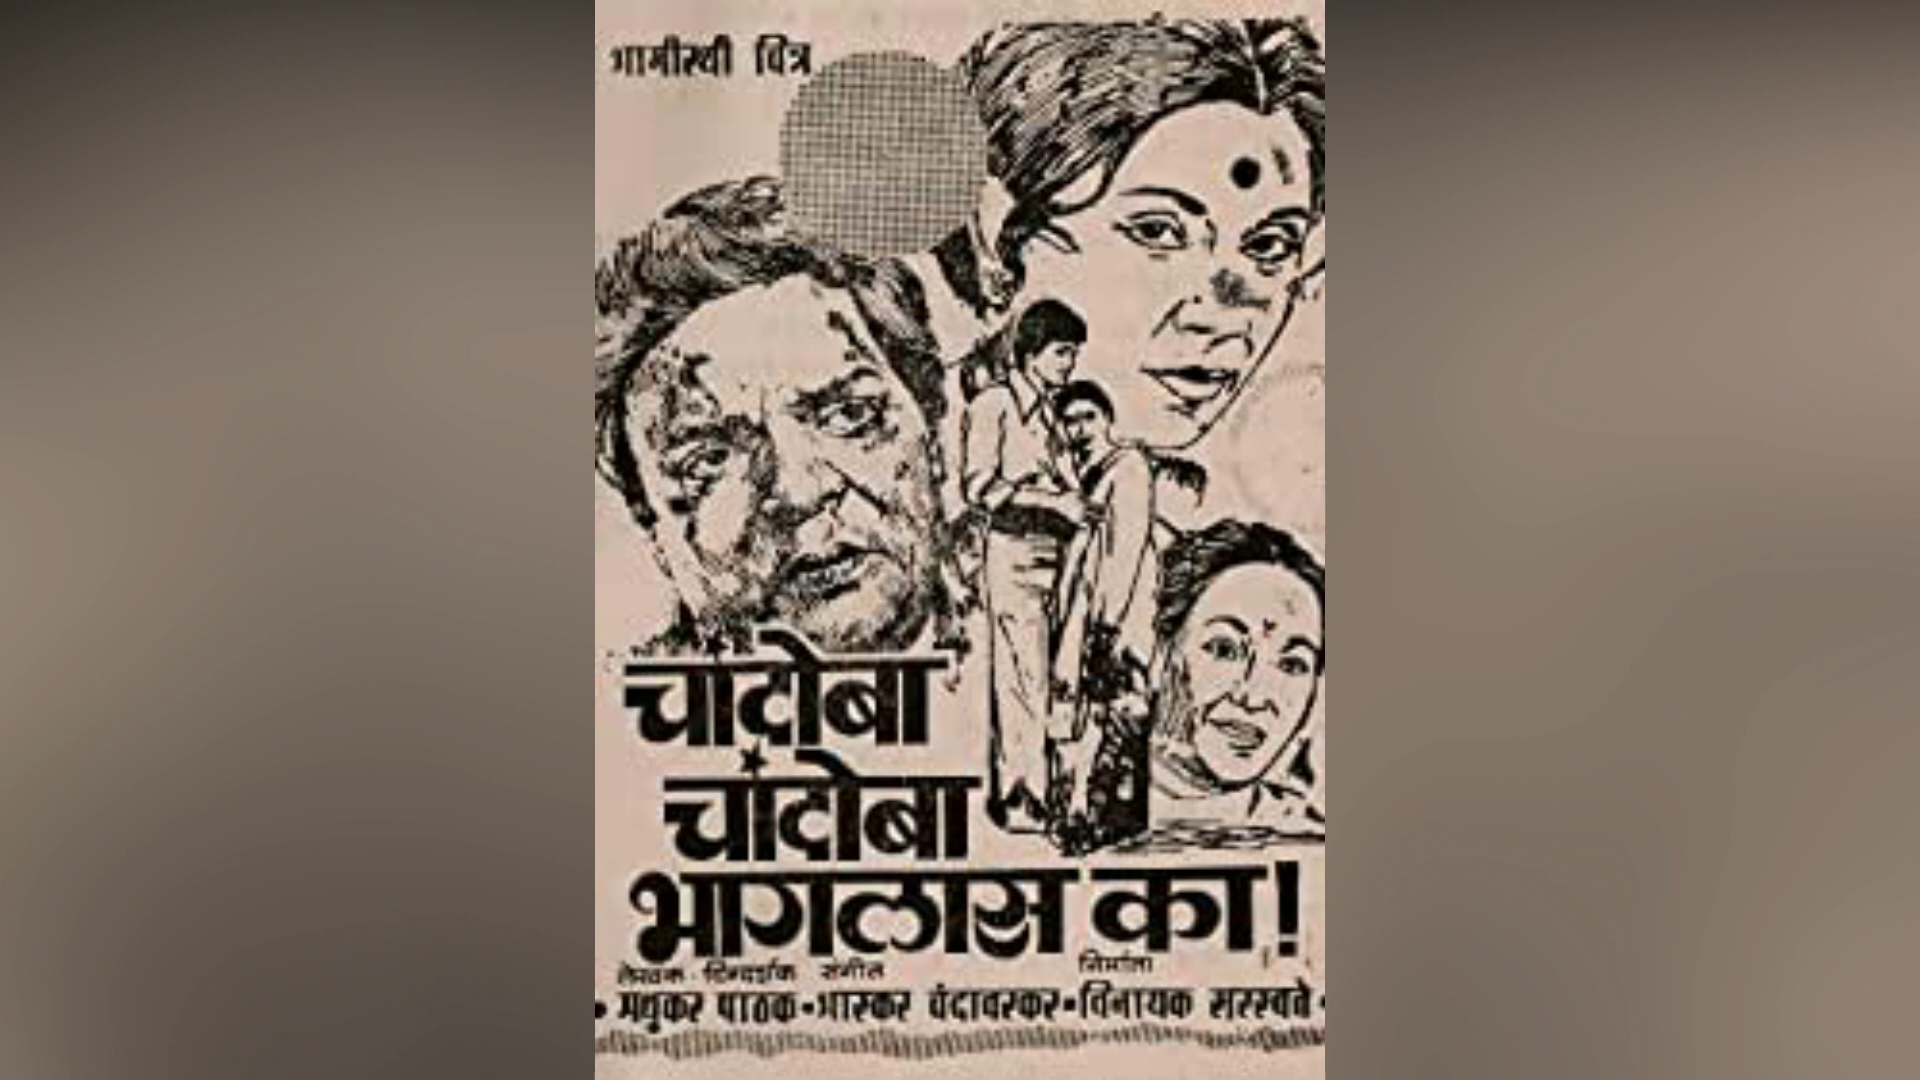 भागीरथी चित्र
चांदोबा
चांदोबा
भागलास का!
लेखक - दिग्दर्शक संगीत निर्माता
• मधुकर पाठक • भास्कर चंदावरकर • विनायक सरस्वते •